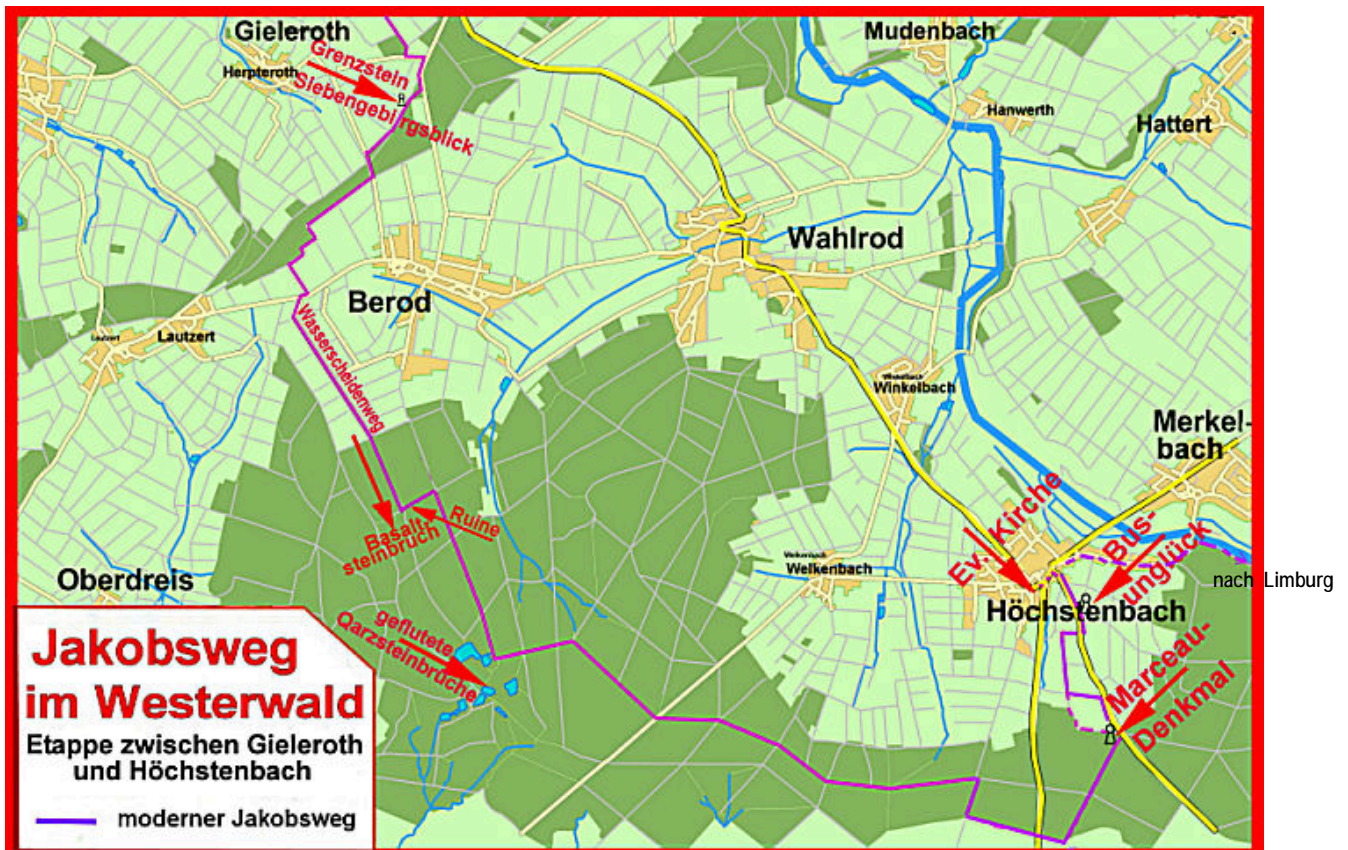 Gieleroth
Grenzstein
Herpteroth
Siebengebirgsblick
Mudenbach
Hanwerth
Hattert
Wahlrod
Berod
Lautzert
Lautzert
Wasserscheidenweg
Winkelbach
Winkelbach
Merkel-
bach
Ruine
Basalt-
steinbruch
Ev. Kirche
Bus-
unglück
Welkenbach
Welkenbach
Oberdreis
nach Limburg
Höchstenbach
geflutete
Qarzsteinbrüche
Marceau-
Denkmal
Jakobsweg
im Westerwald
Etappe zwischen Gieleroth
und Höchstenbach
moderner Jakobsweg